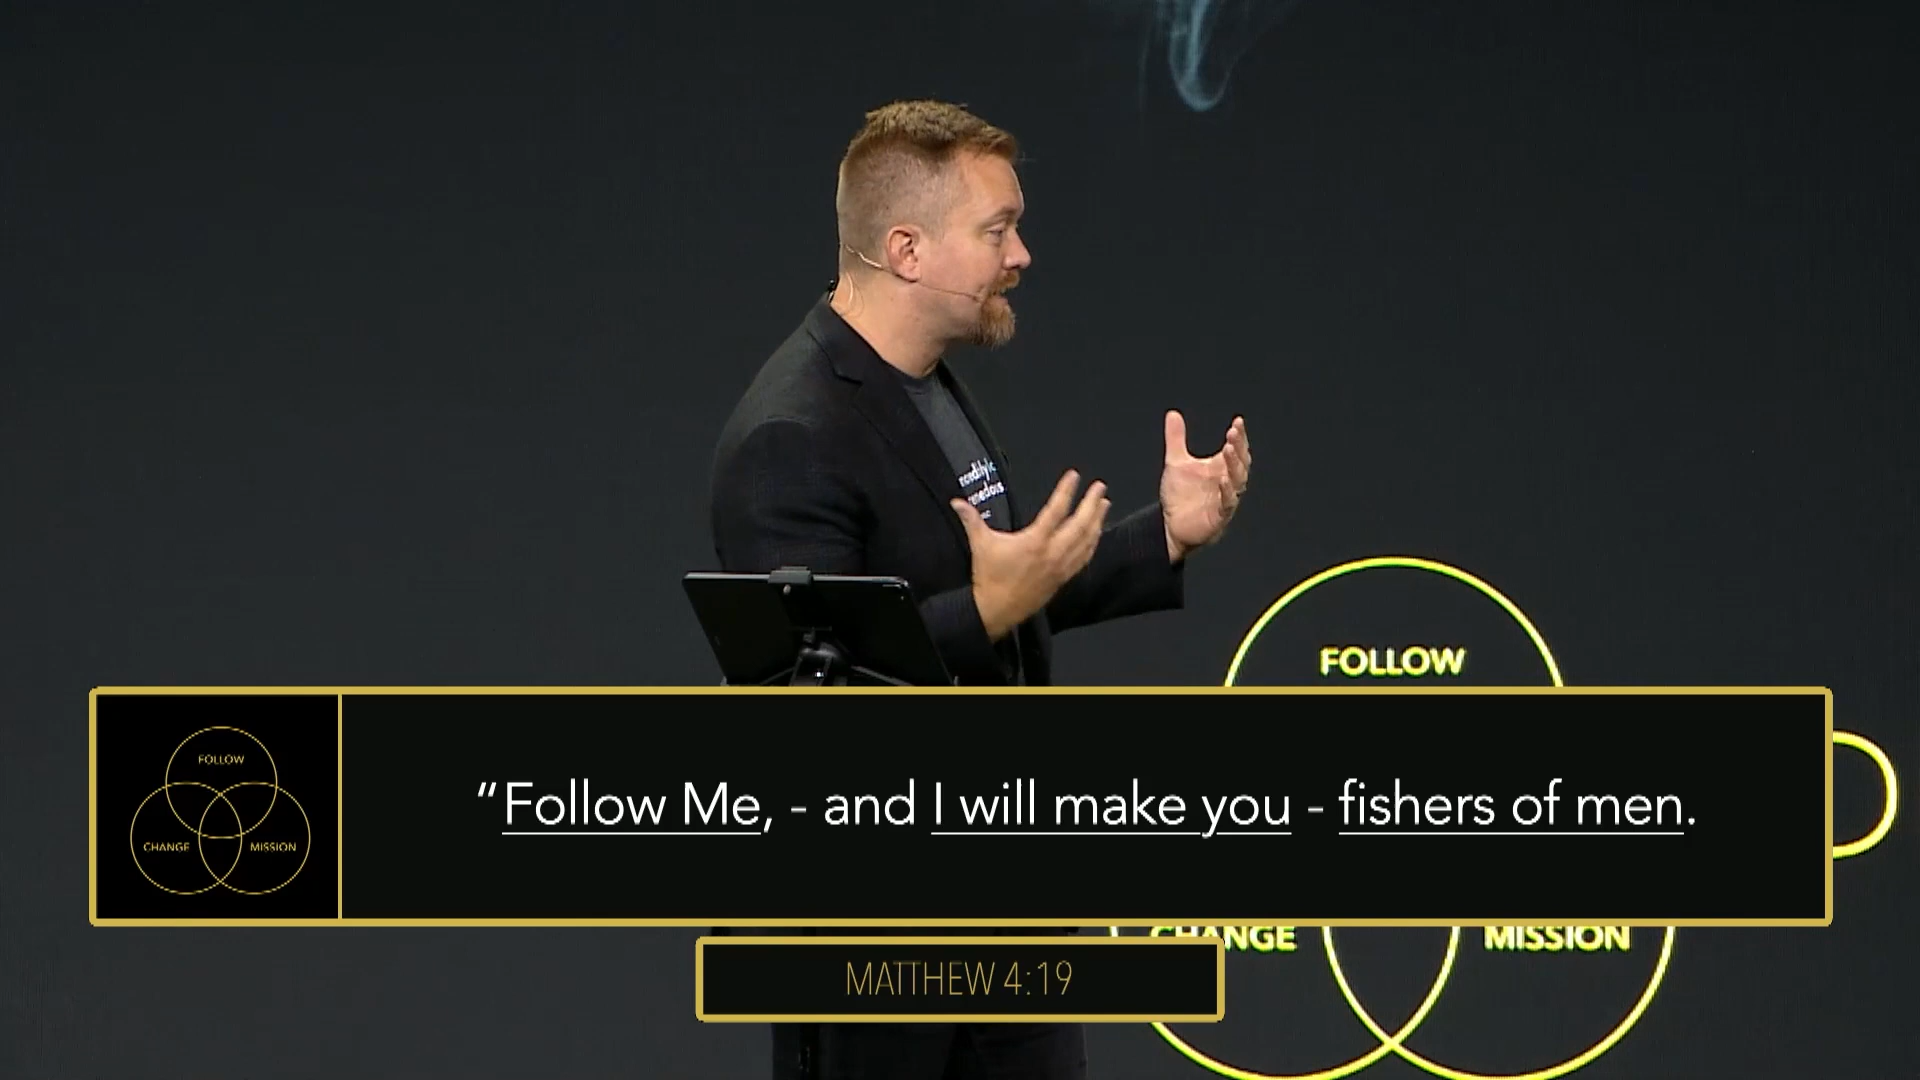 FOLLOW
FOLLOW
CHANGE
MISSION
“Follow Me, - and I will make you - fishers of men.
CHANGE
MISSION
MATTHEW 4:19